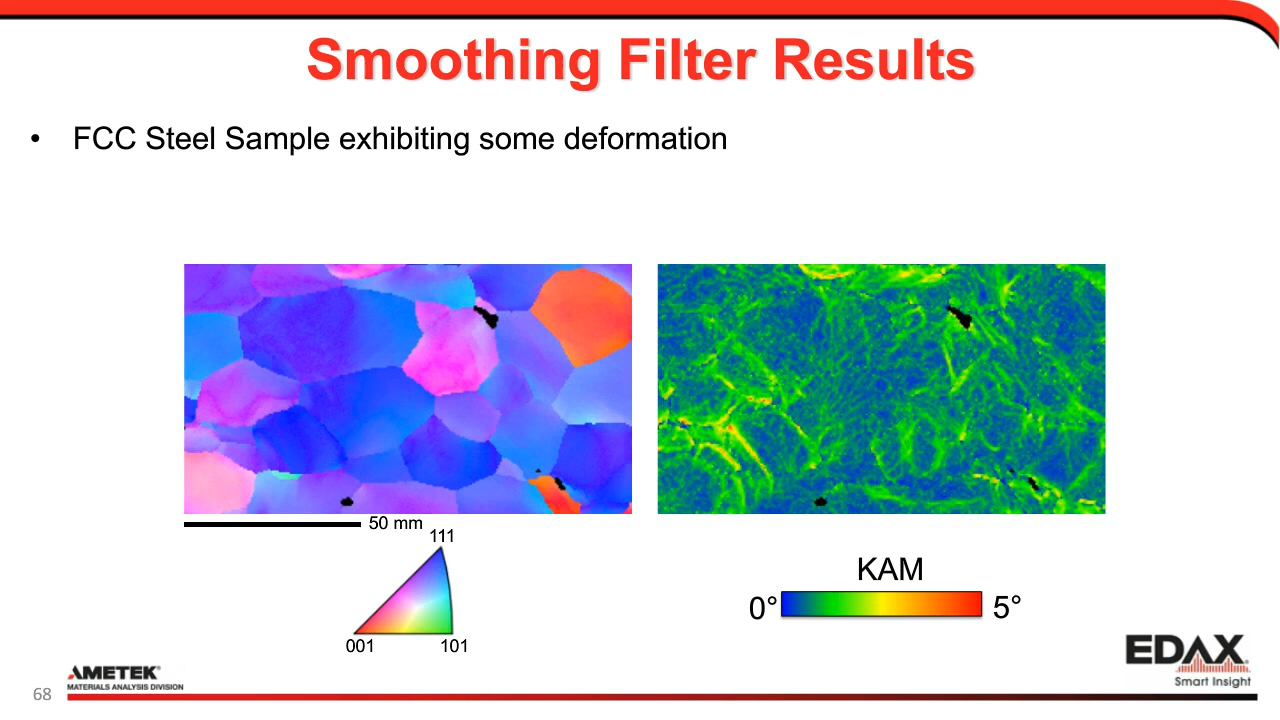 Smoothing Filter Results
• FCC Steel Sample exhibiting some deformation
50 mm
111
001
101
KAM
0°
5°
68
AMETEK®
MATERIALS ANALYSIS DIVISION
EDAX
Smart Insight